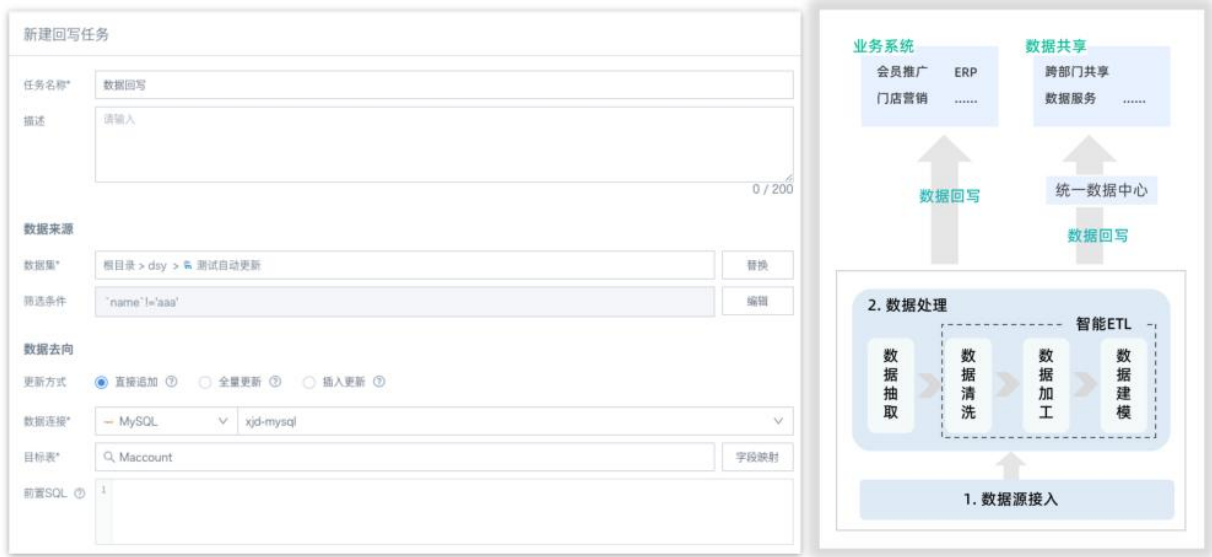 新建回写任务
任务名称* 数据回写
描述 请输入
0 / 200
数据来源
数据集* 根目录 > dsy > 测试自动更新 替换
筛选条件 `name`!='aaa' 编辑
数据去向
更新方式 直接追加 全量更新 插入更新
数据连接* MySQL xjd-mysql
目标表* Maccount 字段映射
前置SQL 1
业务系统
会员推广 ERP
门店营销 ......
数据共享
跨部门共享
数据服务 ......
数据回写
统一数据中心
数据回写
2. 数据处理
智能ETL
数据抽取
数据清洗
数据加工
数据建模
1. 数据源接入